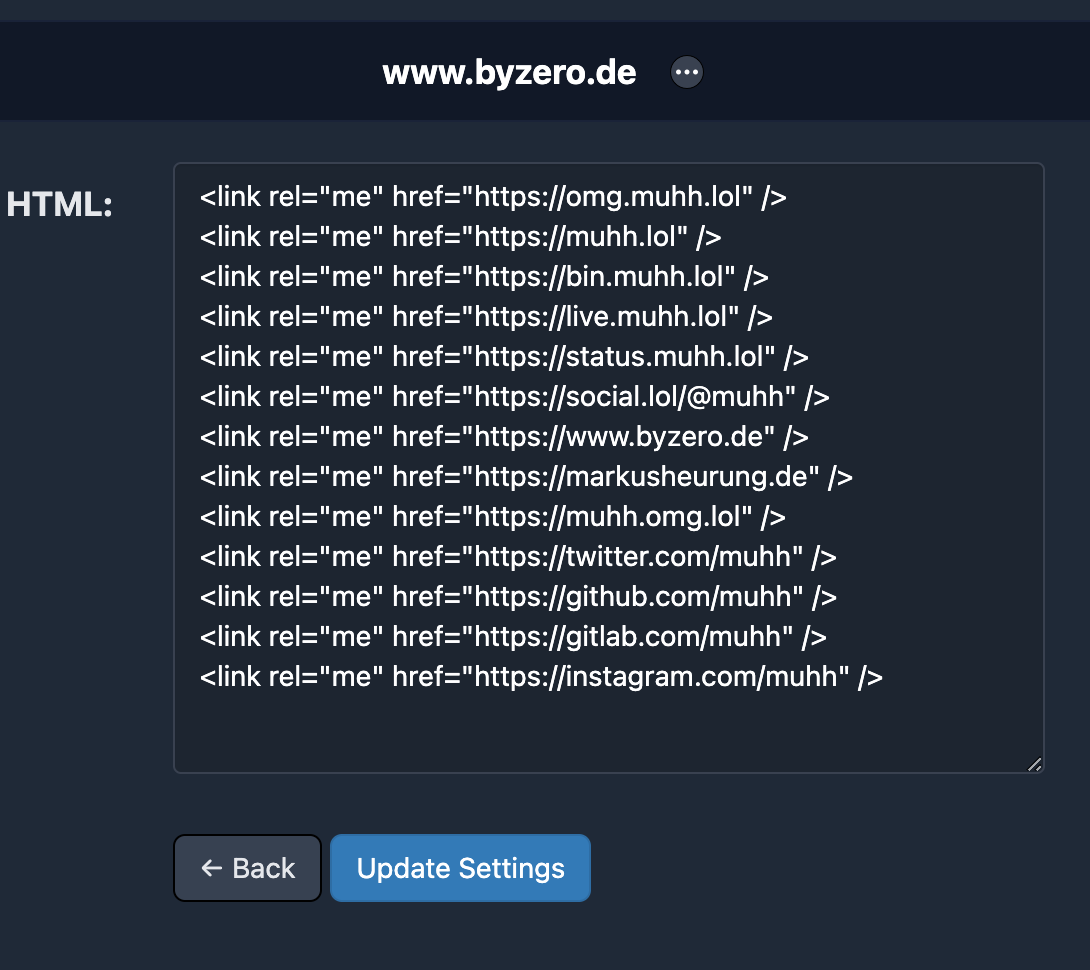 www.byzero.de
HTML:
<link rel="me" href="https://omg.muhh.lol" />
<link rel="me" href="https://muhh.lol" />
<link rel="me" href="https://bin.muhh.lol" />
<link rel="me" href="https://live.muhh.lol" />
<link rel="me" href="https://status.muhh.lol" />
<link rel="me" href="https://social.lol/@muhh" />
<link rel="me" href="https://www.byzero.de" />
<link rel="me" href="https://markusheurung.de" />
<link rel="me" href="https://muhh.omg.lol" />
<link rel="me" href="https://twitter.com/muhh" />
<link rel="me" href="https://github.com/muhh" />
<link rel="me" href="https://gitlab.com/muhh" />
<link rel="me" href="https://instagram.com/muhh" />
← Back
Update Settings